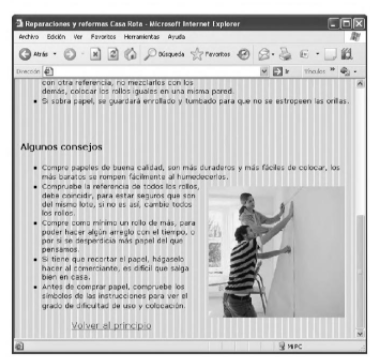 Reparaciones y reformas Casa Rota - Microsoft Internet Explorer
Archivo Edición Ver Favoritos Herramientas Ayuda
Atrás Búsqueda Favoritos
Dirección Ir Vínculos
con otra referencia, no mezclarlos con los
demás, colocar los rollos iguales en una misma pared.
• Si sobra papel, se guardará enrollado y tumbado para que no se estropeen las orillas.
Algunos consejos
• Compre papeles de buena calidad, son más duraderos y más fáciles de colocar, los
más baratos se rompen fácilmente al humedecerlos.
• Compruebe la referencia de todos los rollos,
debe coincidir, para estar seguros que son
del mismo lote, si no es así, cambie todos
los rollos.
• Compre como mínimo un rollo de más, para
poder hacer algún arreglo con el tiempo, o
por si se desperdicia más papel del que
pensamos.
• Si tiene que recortar el papel, hágaselo
hacer al comerciante, es difícil que salga
bien en casa.
• Antes de comprar papel, compruebe los
símbolos de las instrucciones para ver el
grado de dificultad de uso y colocación.
Volver al principio
Mi PC